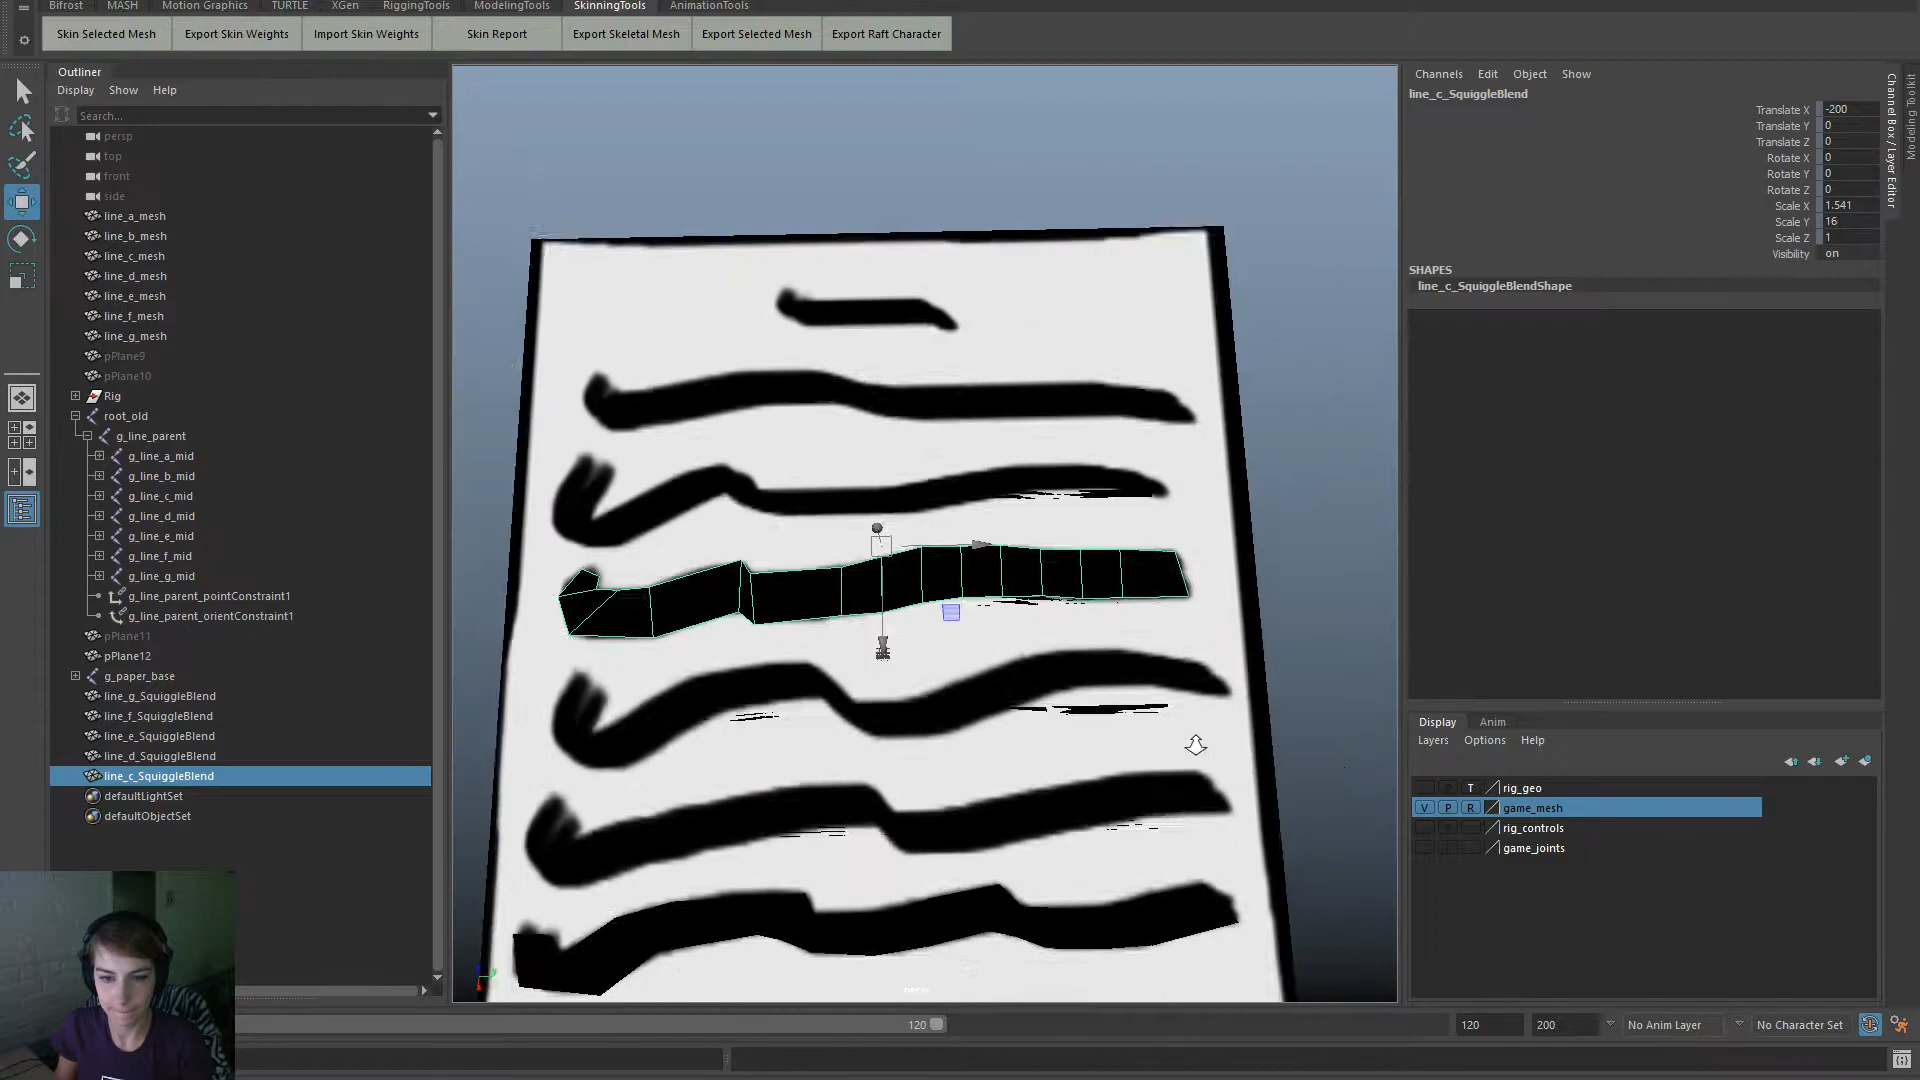 Bifrost MASH Motion Graphics TURTLE XGen RiggingTools ModelingTools SkinningTools AnimationTools
Skin Selected Mesh Export Skin Weights Import Skin Weights Skin Report Export Skeletal Mesh Export Selected Mesh Export Raft Character
Outliner
Display Show Help
Search...
persp
top
front
side
line_a_mesh
line_b_mesh
line_c_mesh
line_d_mesh
line_e_mesh
line_f_mesh
line_g_mesh
pPlane9
pPlane10
Rig
root_old
g_line_parent
g_line_a_mid
g_line_b_mid
g_line_c_mid
g_line_d_mid
g_line_e_mid
g_line_f_mid
g_line_g_mid
g_line_parent_pointConstraint1
g_line_parent_orientConstraint1
pPlane11
pPlane12
g_paper_base
line_g_SquiggleBlend
line_f_SquiggleBlend
line_e_SquiggleBlend
line_d_SquiggleBlend
line_c_SquiggleBlend
defaultLightSet
defaultObjectSet
Channels Edit Object Show
line_c_SquiggleBlend
Translate X -200
Translate Y 0
Translate Z 0
Rotate X 0
Rotate Y 0
Rotate Z 0
Scale X 1.541
Scale Y 16
Scale Z 1
Visibility on
SHAPES
line_c_SquiggleBlendShape
Channel Box / Layer Editor
Modeling Toolkit
Display Anim
Layers Options Help
T rig_geo
V P R game_mesh
rig_controls
game_joints
120 120 200 No Anim Layer No Character Set